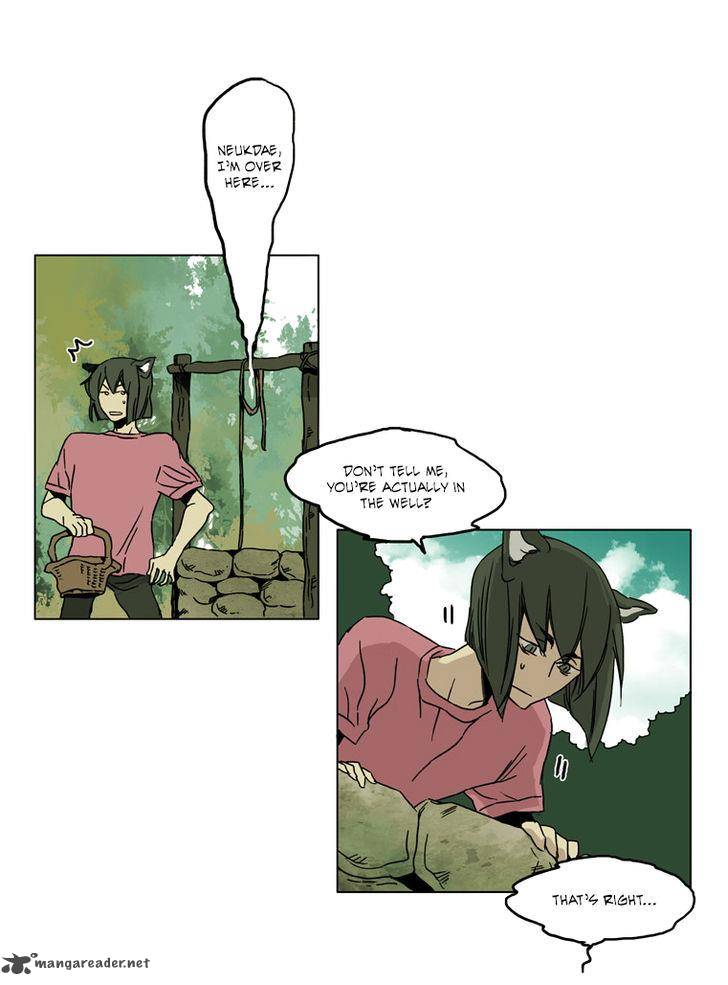 NEUKDAE,
I'M OVER
HERE...
DON'T TELL ME,
YOU'RE ACTUALLY IN
THE WELL?
THAT'S RIGHT...
mangareader.net